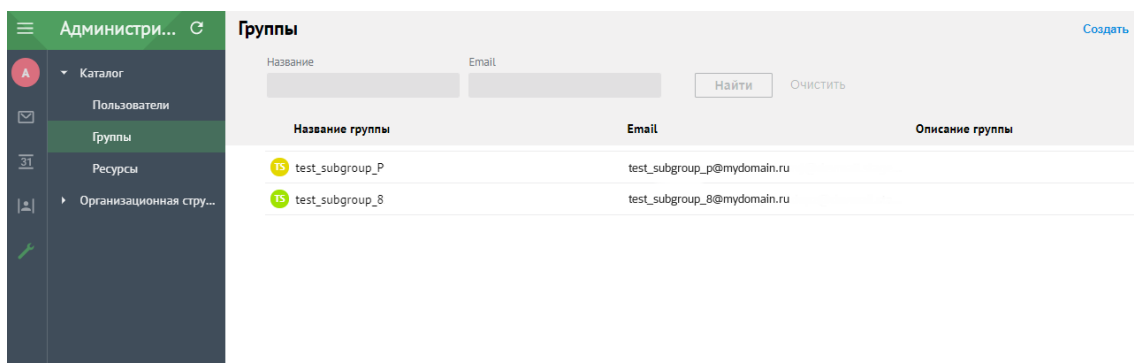 Администри... Группы Создать
Название Email
А Каталог
Найти Очистить
Пользователи
Название группы Email Описание группы
Группы
31 Ресурсы TS test_subgroup_P test_subgroup_p@mydomain.ru
Организационная стру... TS test_subgroup_8 test_subgroup_8@mydomain.ru